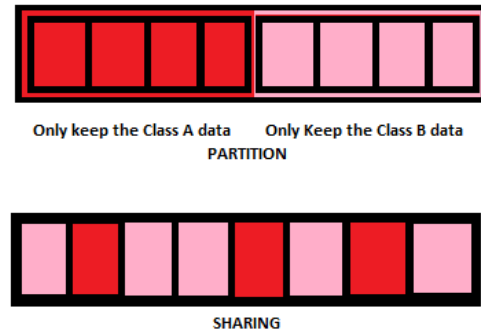 Only keep the Class A data Only Keep the Class B data
PARTITION
SHARING